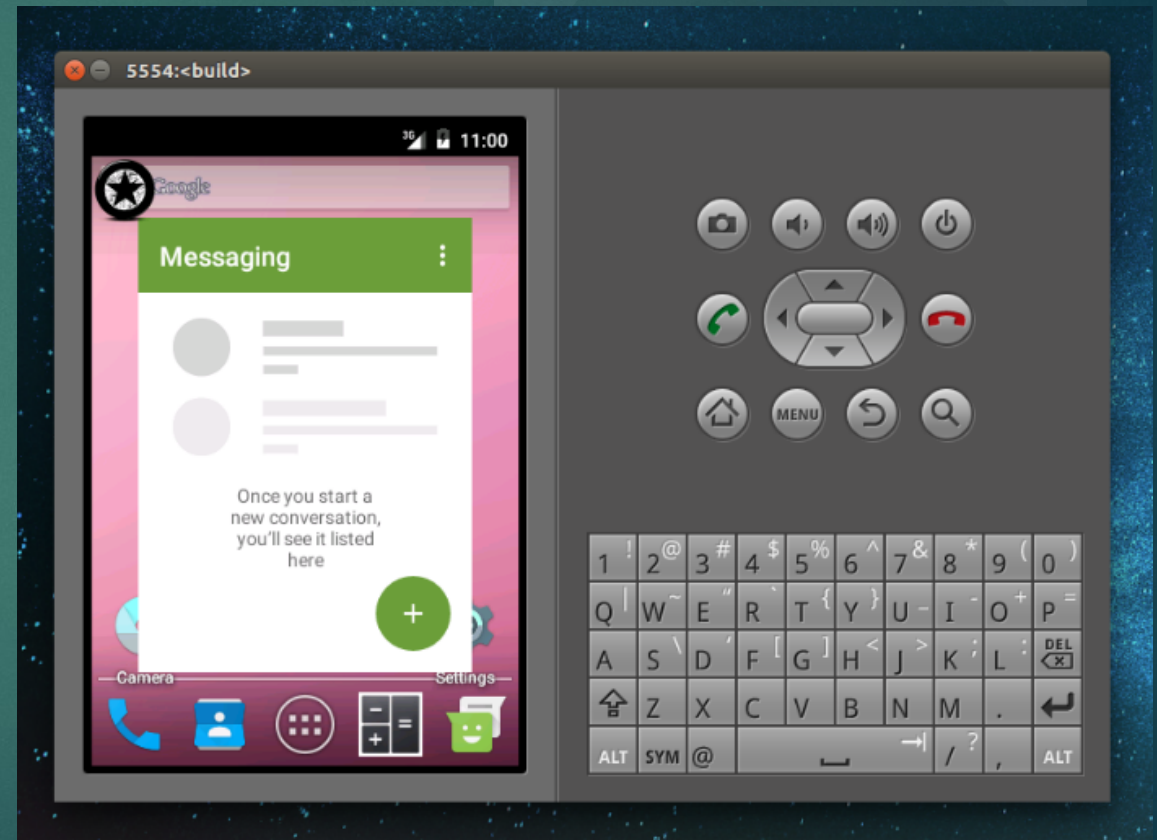 5554:<build>
3G 11:00
Google
Messaging
Once you start a
new conversation,
you'll see it listed
here
+
Camera
Settings
MENU
1 ! 2 @ 3 # 4 $ 5 % 6 ^ 7 & 8 * 9 ( 0 )
Q | W ~ E " R ` T { Y } U - I - O + P =
A S \ D ' F [ G ] H < J > K ; L : DEL
Z X C V B N M .
ALT SYM @ / ? , ALT